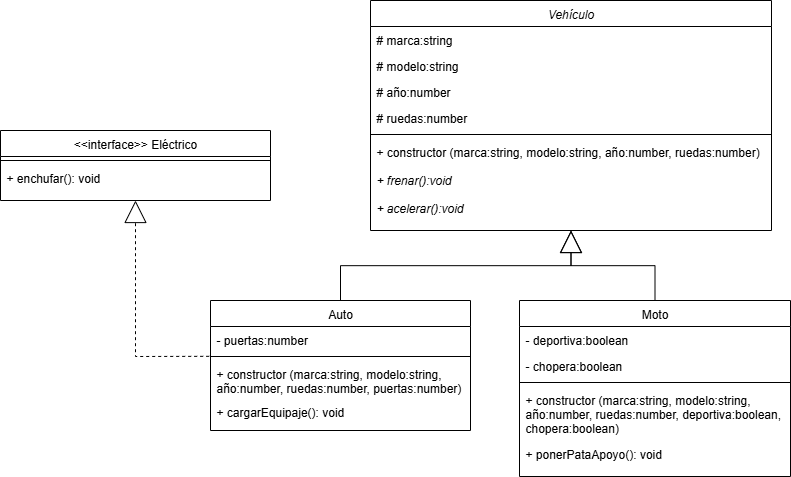 Vehículo
# marca:string
# modelo:string
# año:number
# ruedas:number
+ constructor (marca:string, modelo:string, año:number, ruedas:number)
+ frenar():void
+ acelerar():void
<<interface>> Eléctrico
+ enchufar(): void
Auto
- puertas:number
+ constructor (marca:string, modelo:string,
año:number, ruedas:number, puertas:number)
+ cargarEquipaje(): void
Moto
- deportiva:boolean
- chopera:boolean
+ constructor (marca:string, modelo:string,
año:number, ruedas:number, deportiva:boolean,
chopera:boolean)
+ ponerPataApoyo(): void